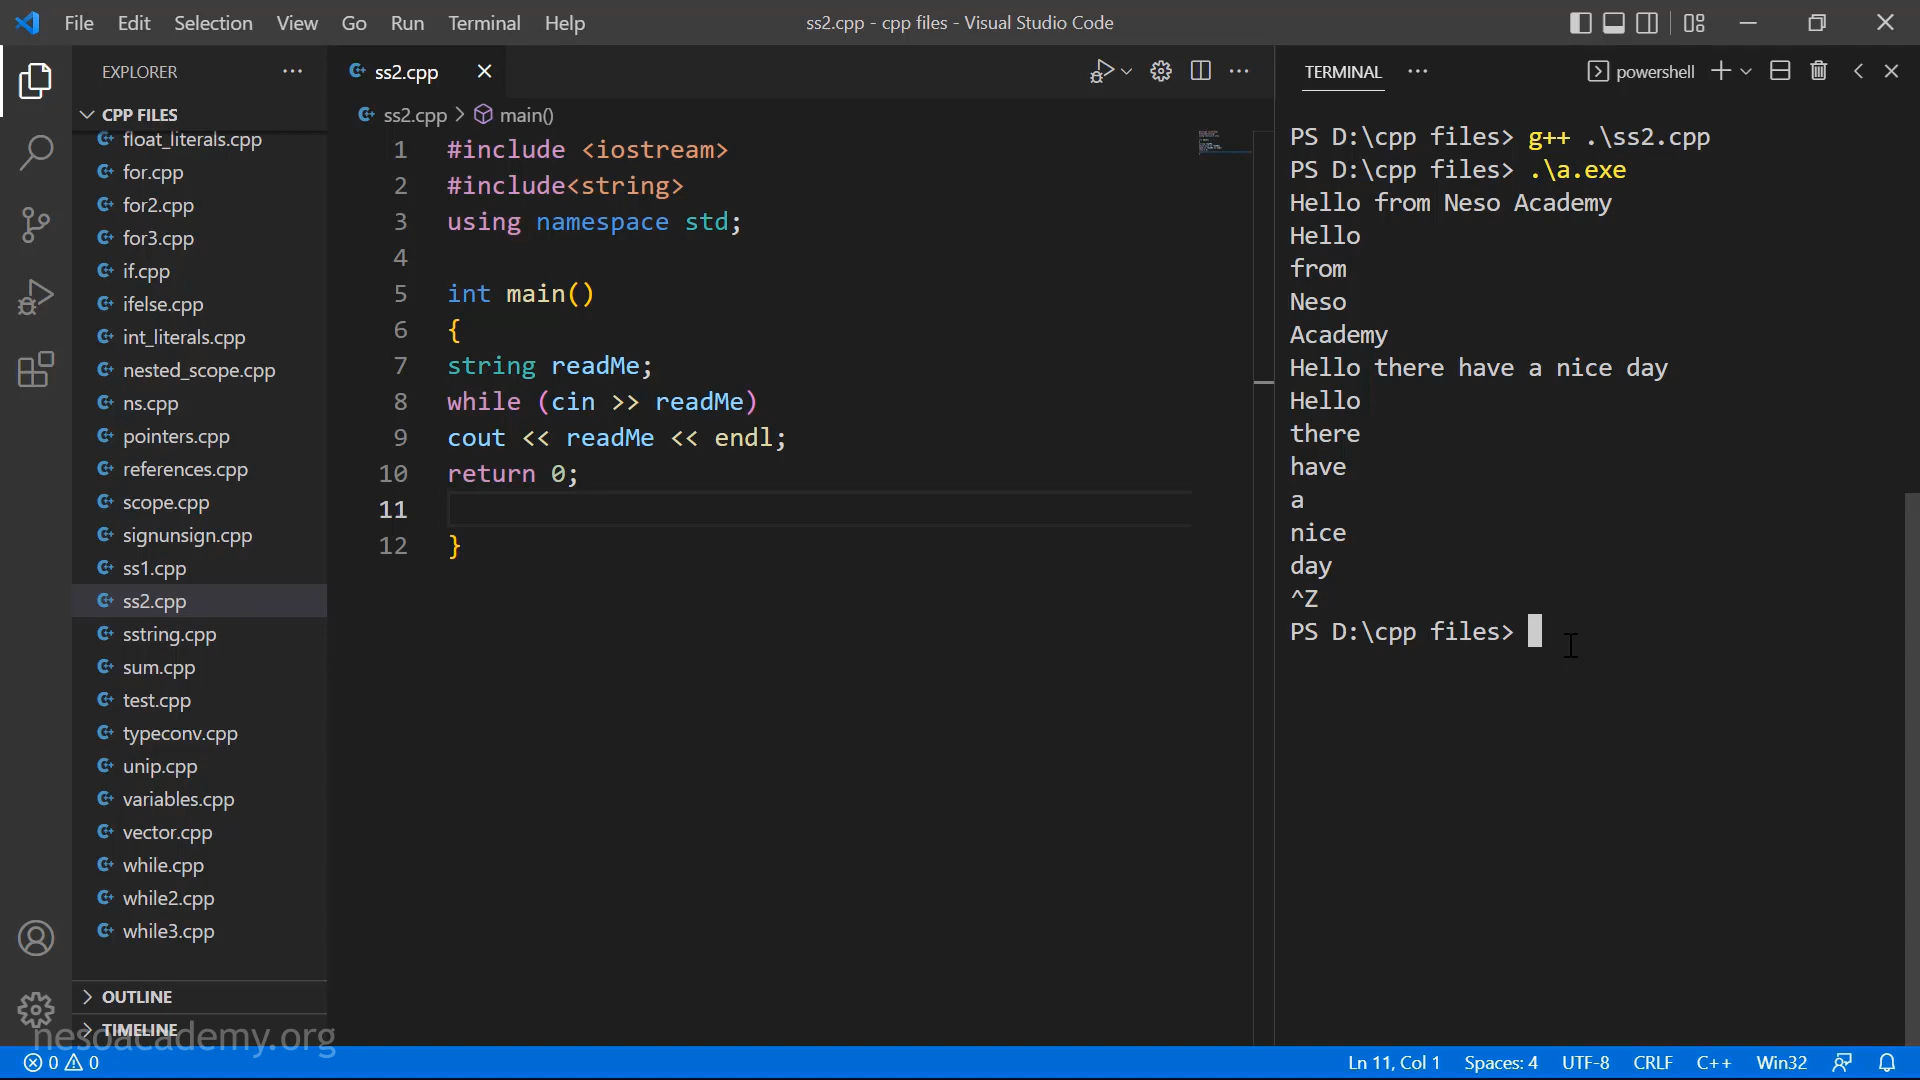 File Edit Selection View Go Run Terminal Help
ss2.cpp - cpp files - Visual Studio Code
EXPLORER
CPP FILES
float_literals.cpp
for.cpp
for2.cpp
for3.cpp
if.cpp
ifelse.cpp
int_literals.cpp
nested_scope.cpp
ns.cpp
pointers.cpp
references.cpp
scope.cpp
signunsign.cpp
ss1.cpp
ss2.cpp
sstring.cpp
sum.cpp
test.cpp
typeconv.cpp
unip.cpp
variables.cpp
vector.cpp
while.cpp
while2.cpp
while3.cpp
OUTLINE
TIMELINE
nesoacademy.org
ss2.cpp
ss2.cpp > main()
1 #include <iostream>
2 #include<string>
3 using namespace std;
4
5 int main()
6 {
7 string readMe;
8 while (cin >> readMe)
9 cout << readMe << endl;
10 return 0;
11
12 }
TERMINAL
powershell
PS D:\cpp files> g++ .\ss2.cpp
PS D:\cpp files> .\a.exe
Hello from Neso Academy
Hello
from
Neso
Academy
Hello there have a nice day
Hello
there
have
a
nice
day
^Z
PS D:\cpp files>
0 0
Ln 11, Col 1 Spaces: 4 UTF-8 CRLF C++ Win32